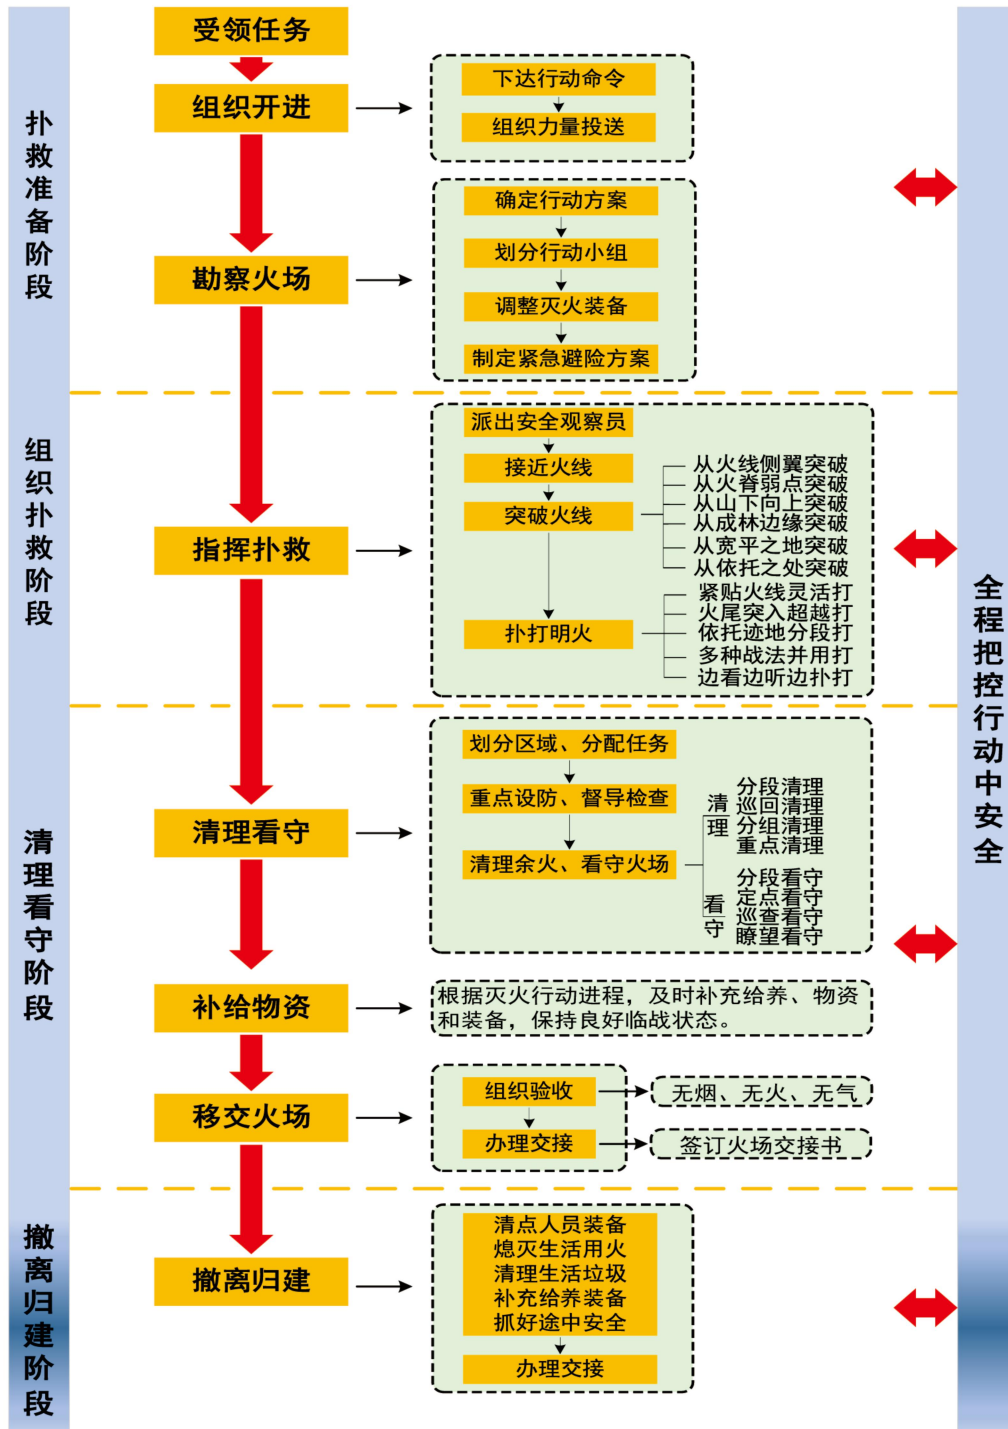 扑救准备阶段
受领任务
组织开进
下达行动命令
组织力量投送
勘察火场
确定行动方案
划分行动小组
调整灭火装备
制定紧急避险方案
组织扑救阶段
指挥扑救
派出安全观察员
接近火线
突破火线
从火线侧翼突破
从火脊弱点突破
从山下向上突破
从成林边缘突破
从宽平之地突破
从依托之处突破
扑打明火
紧贴火线灵活打
火尾突入超越打
依托迹地分段打
多种战法并用打
边看边听边扑打
清理看守阶段
清理看守
划分区域、分配任务
重点设防、督导检查
清理余火、看守火场
清理
分段清理
巡回清理
分组清理
重点清理
看守
分段看守
定点看守
巡查看守
瞭望看守
补给物资
根据灭火行动进程，及时补充给养、物资
和装备，保持良好临战状态。
移交火场
组织验收
无烟、无火、无气
办理交接
签订火场交接书
撤离归建阶段
撤离归建
清点人员装备
熄灭生活用火
清理生活垃圾
补充给养装备
抓好途中安全
办理交接
全程把控行动中安全